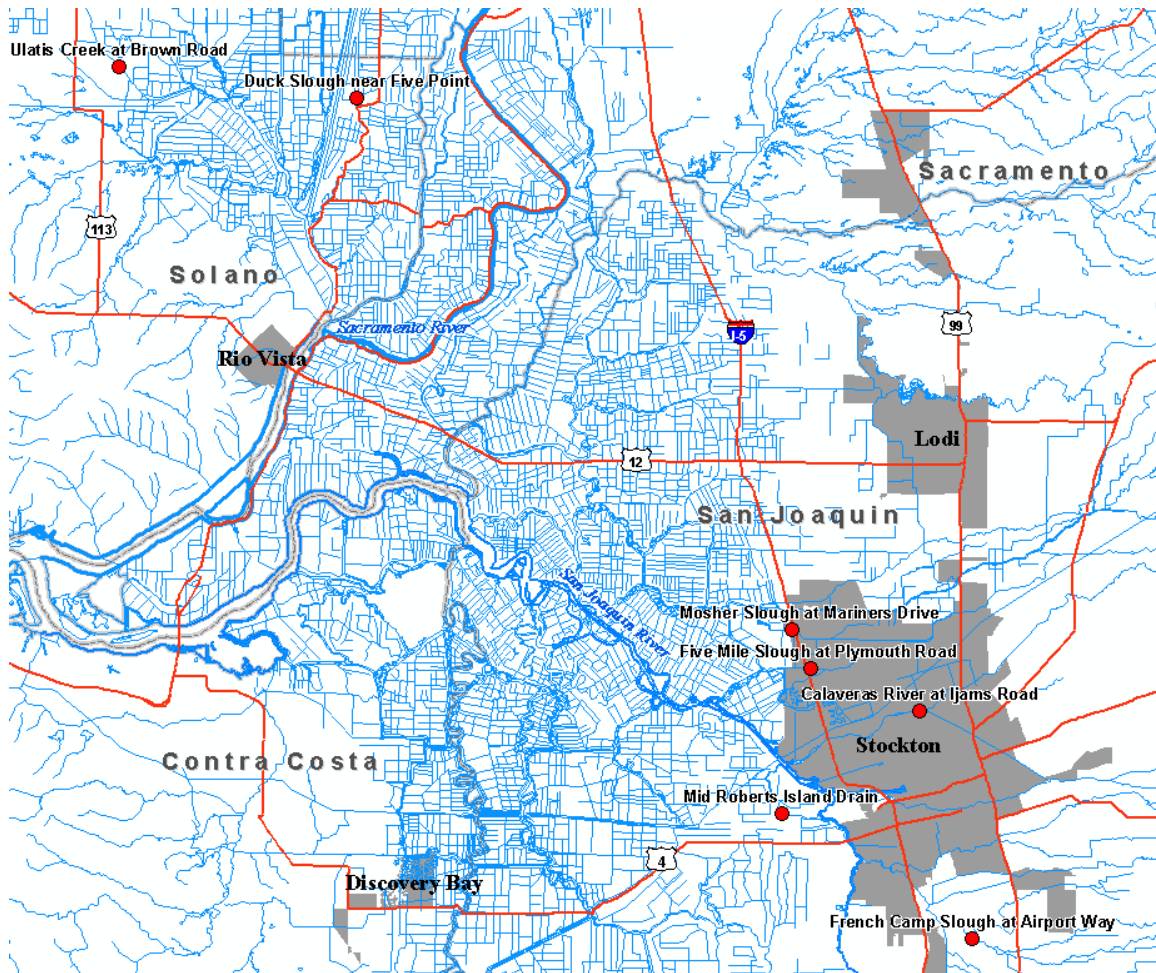 Ulatis Creek at Brown Road
Duck Slough near Five Point
Sacramento
113
Solano
Sacramento River
I-5
99
Rio Vista
Lodi
12
San Joaquin
San Joaquin River
Mosher Slough at Mariners Drive
Five Mile Slough at Plymouth Road
Calaveras River at Ijams Road
Stockton
Contra Costa
Mid Roberts Island Drain
4
Discovery Bay
French Camp Slough at Airport Way